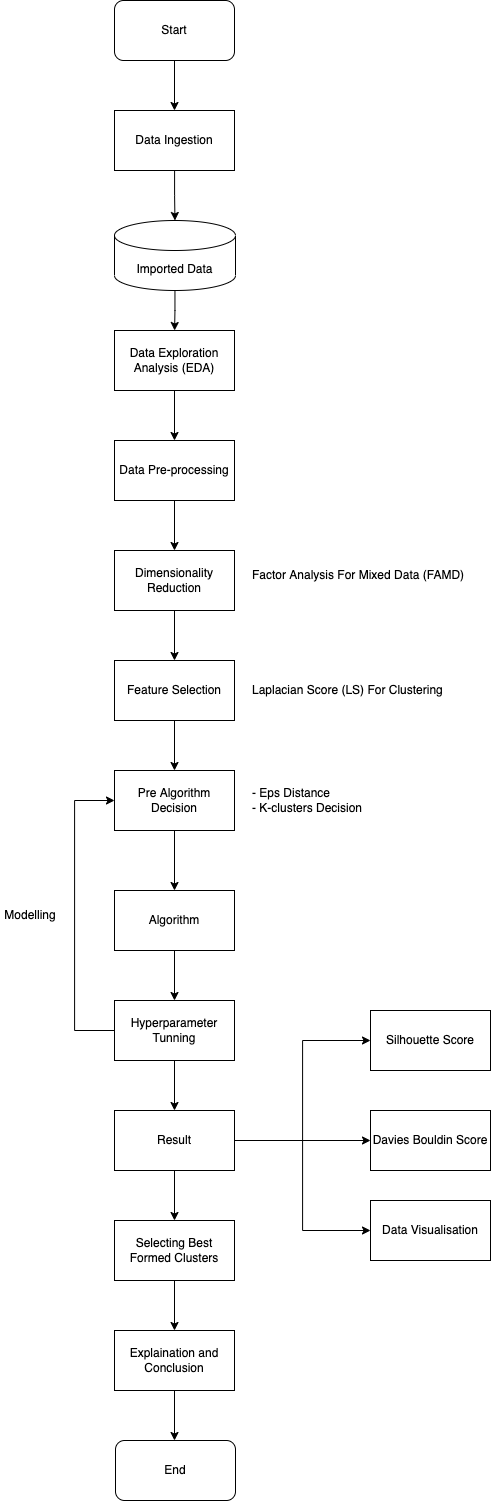 Start
Data Ingestion
Imported Data
Data Exploration
Analysis (EDA)
Data Pre-processing
Dimensionality
Reduction
Factor Analysis For Mixed Data (FAMD)
Feature Selection
Laplacian Score (LS) For Clustering
Pre Algorithm
Decision
- Eps Distance
- K-clusters Decision
Modelling
Algorithm
Hyperparameter
Tunning
Silhouette Score
Result
Davies Bouldin Score
Data Visualisation
Selecting Best
Formed Clusters
Explaination and
Conclusion
End